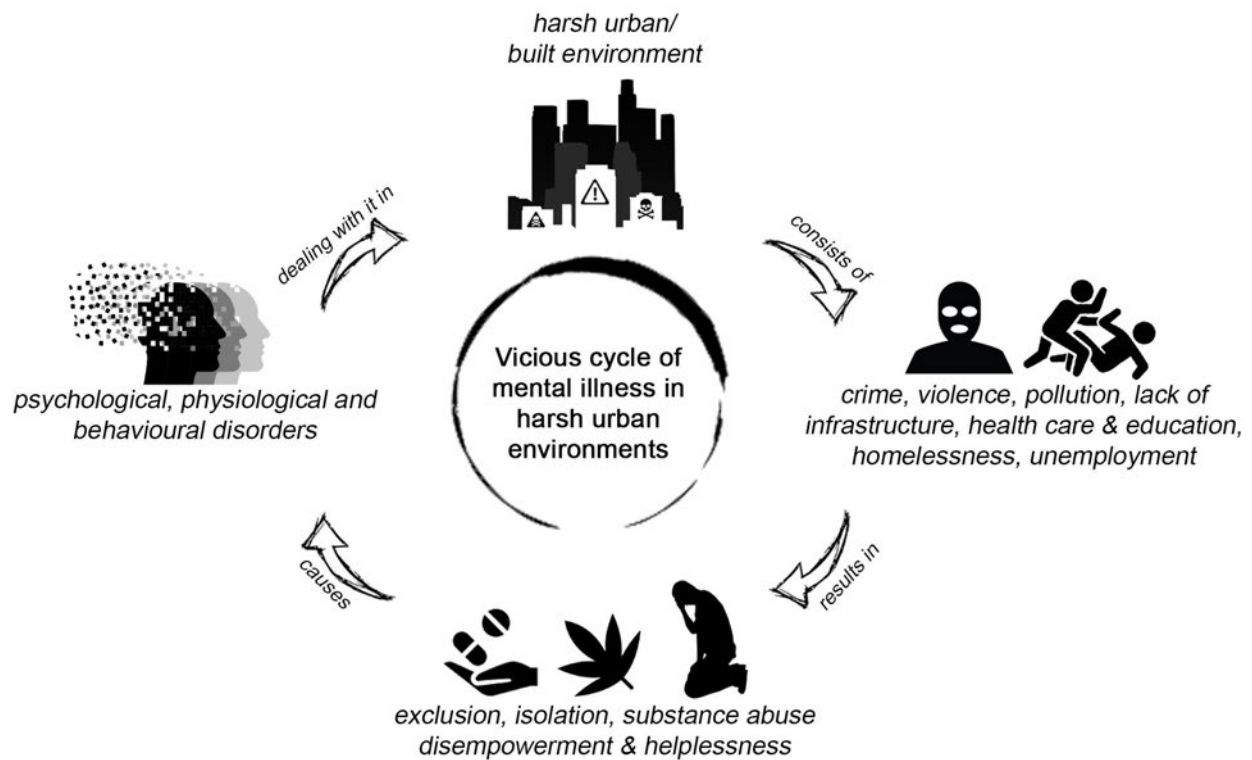 harsh urban/
built environment
dealing with it in
consists of
Vicious cycle of
mental illness in
harsh urban
environments
psychological, physiological and
behavioural disorders
crime, violence, pollution, lack of
infrastructure, health care & education,
homelessness, unemployment
causes
results in
exclusion, isolation, substance abuse
disempowerment & helplessness